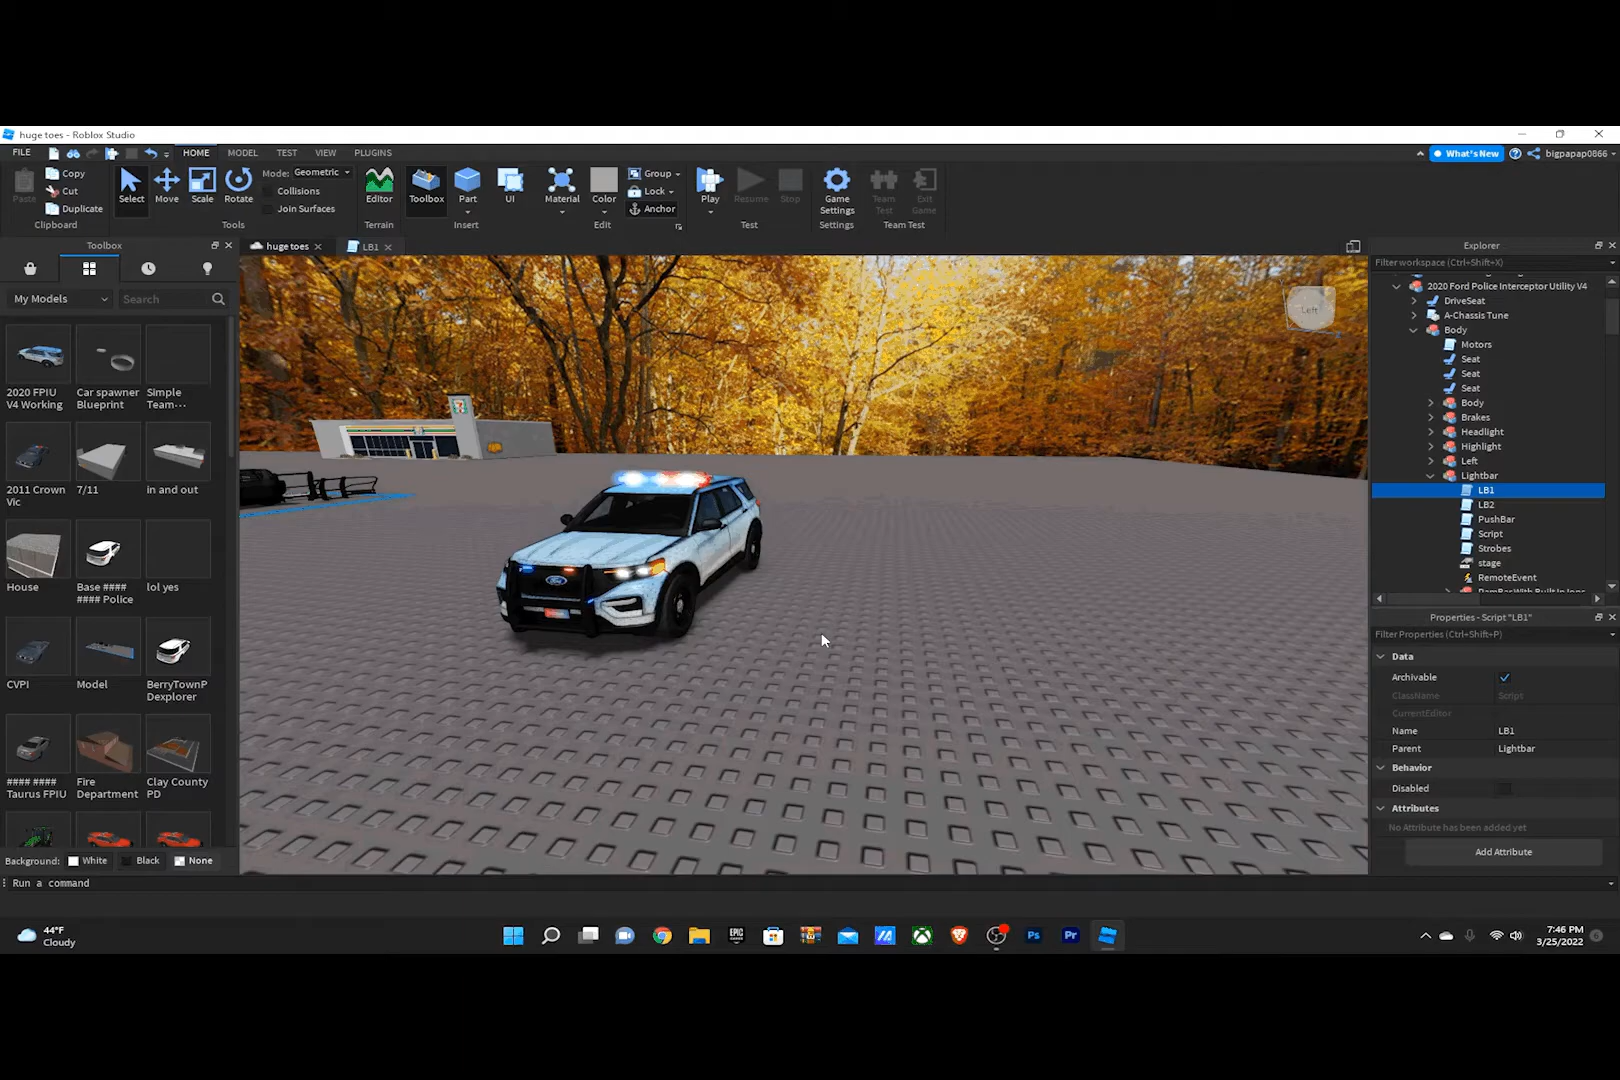 huge toes - Roblox Studio
FILE HOME MODEL TEST VIEW PLUGINS What's New bigpapap0866
Copy
Cut
Duplicate
Paste
Clipboard
Select Move Scale Rotate
Mode: Geometric
Collisions
Join Surfaces
Tools
Editor
Terrain
Toolbox Part UI
Insert
Material Color
Group
Lock
Anchor
Edit
Play Resume Stop
Test
Game Settings
Settings
Team Test
Exit Game
Team Test
Toolbox
huge toes LB1
My Models Search
2020 FPIU V4 Working
Car spawner Blueprint
Simple Team---
2011 Crown Vic
7/11
in and out
House
Base #### #### Police
lol yes
CVPI
Model
BerryTownP Dexplorer
#### #### Taurus FPIU
Fire Department
Clay County PD
Background: White Black None
Run a command
Left
Ford
Explorer
Filter workspace (Ctrl+Shift+X)
2020 Ford Police Interceptor Utility V4
DriveSeat
A-Chassis Tune
Body
Motors
Seat
Seat
Seat
Body
Brakes
Headlight
Highlight
Left
Lightbar
LB1
LB2
PushBar
Script
Strobes
stage
RemoteEvent
Properties - Script "LB1"
Filter Properties (Ctrl+Shift+P)
Data
Archivable
ClassName Script
CurrentEditor
Name LB1
Parent Lightbar
Behavior
Disabled
Attributes
No Attribute has been added yet
Add Attribute
44°F
Cloudy
EPIC GAMES
Ps
Pr
7:46 PM
3/25/2022
6